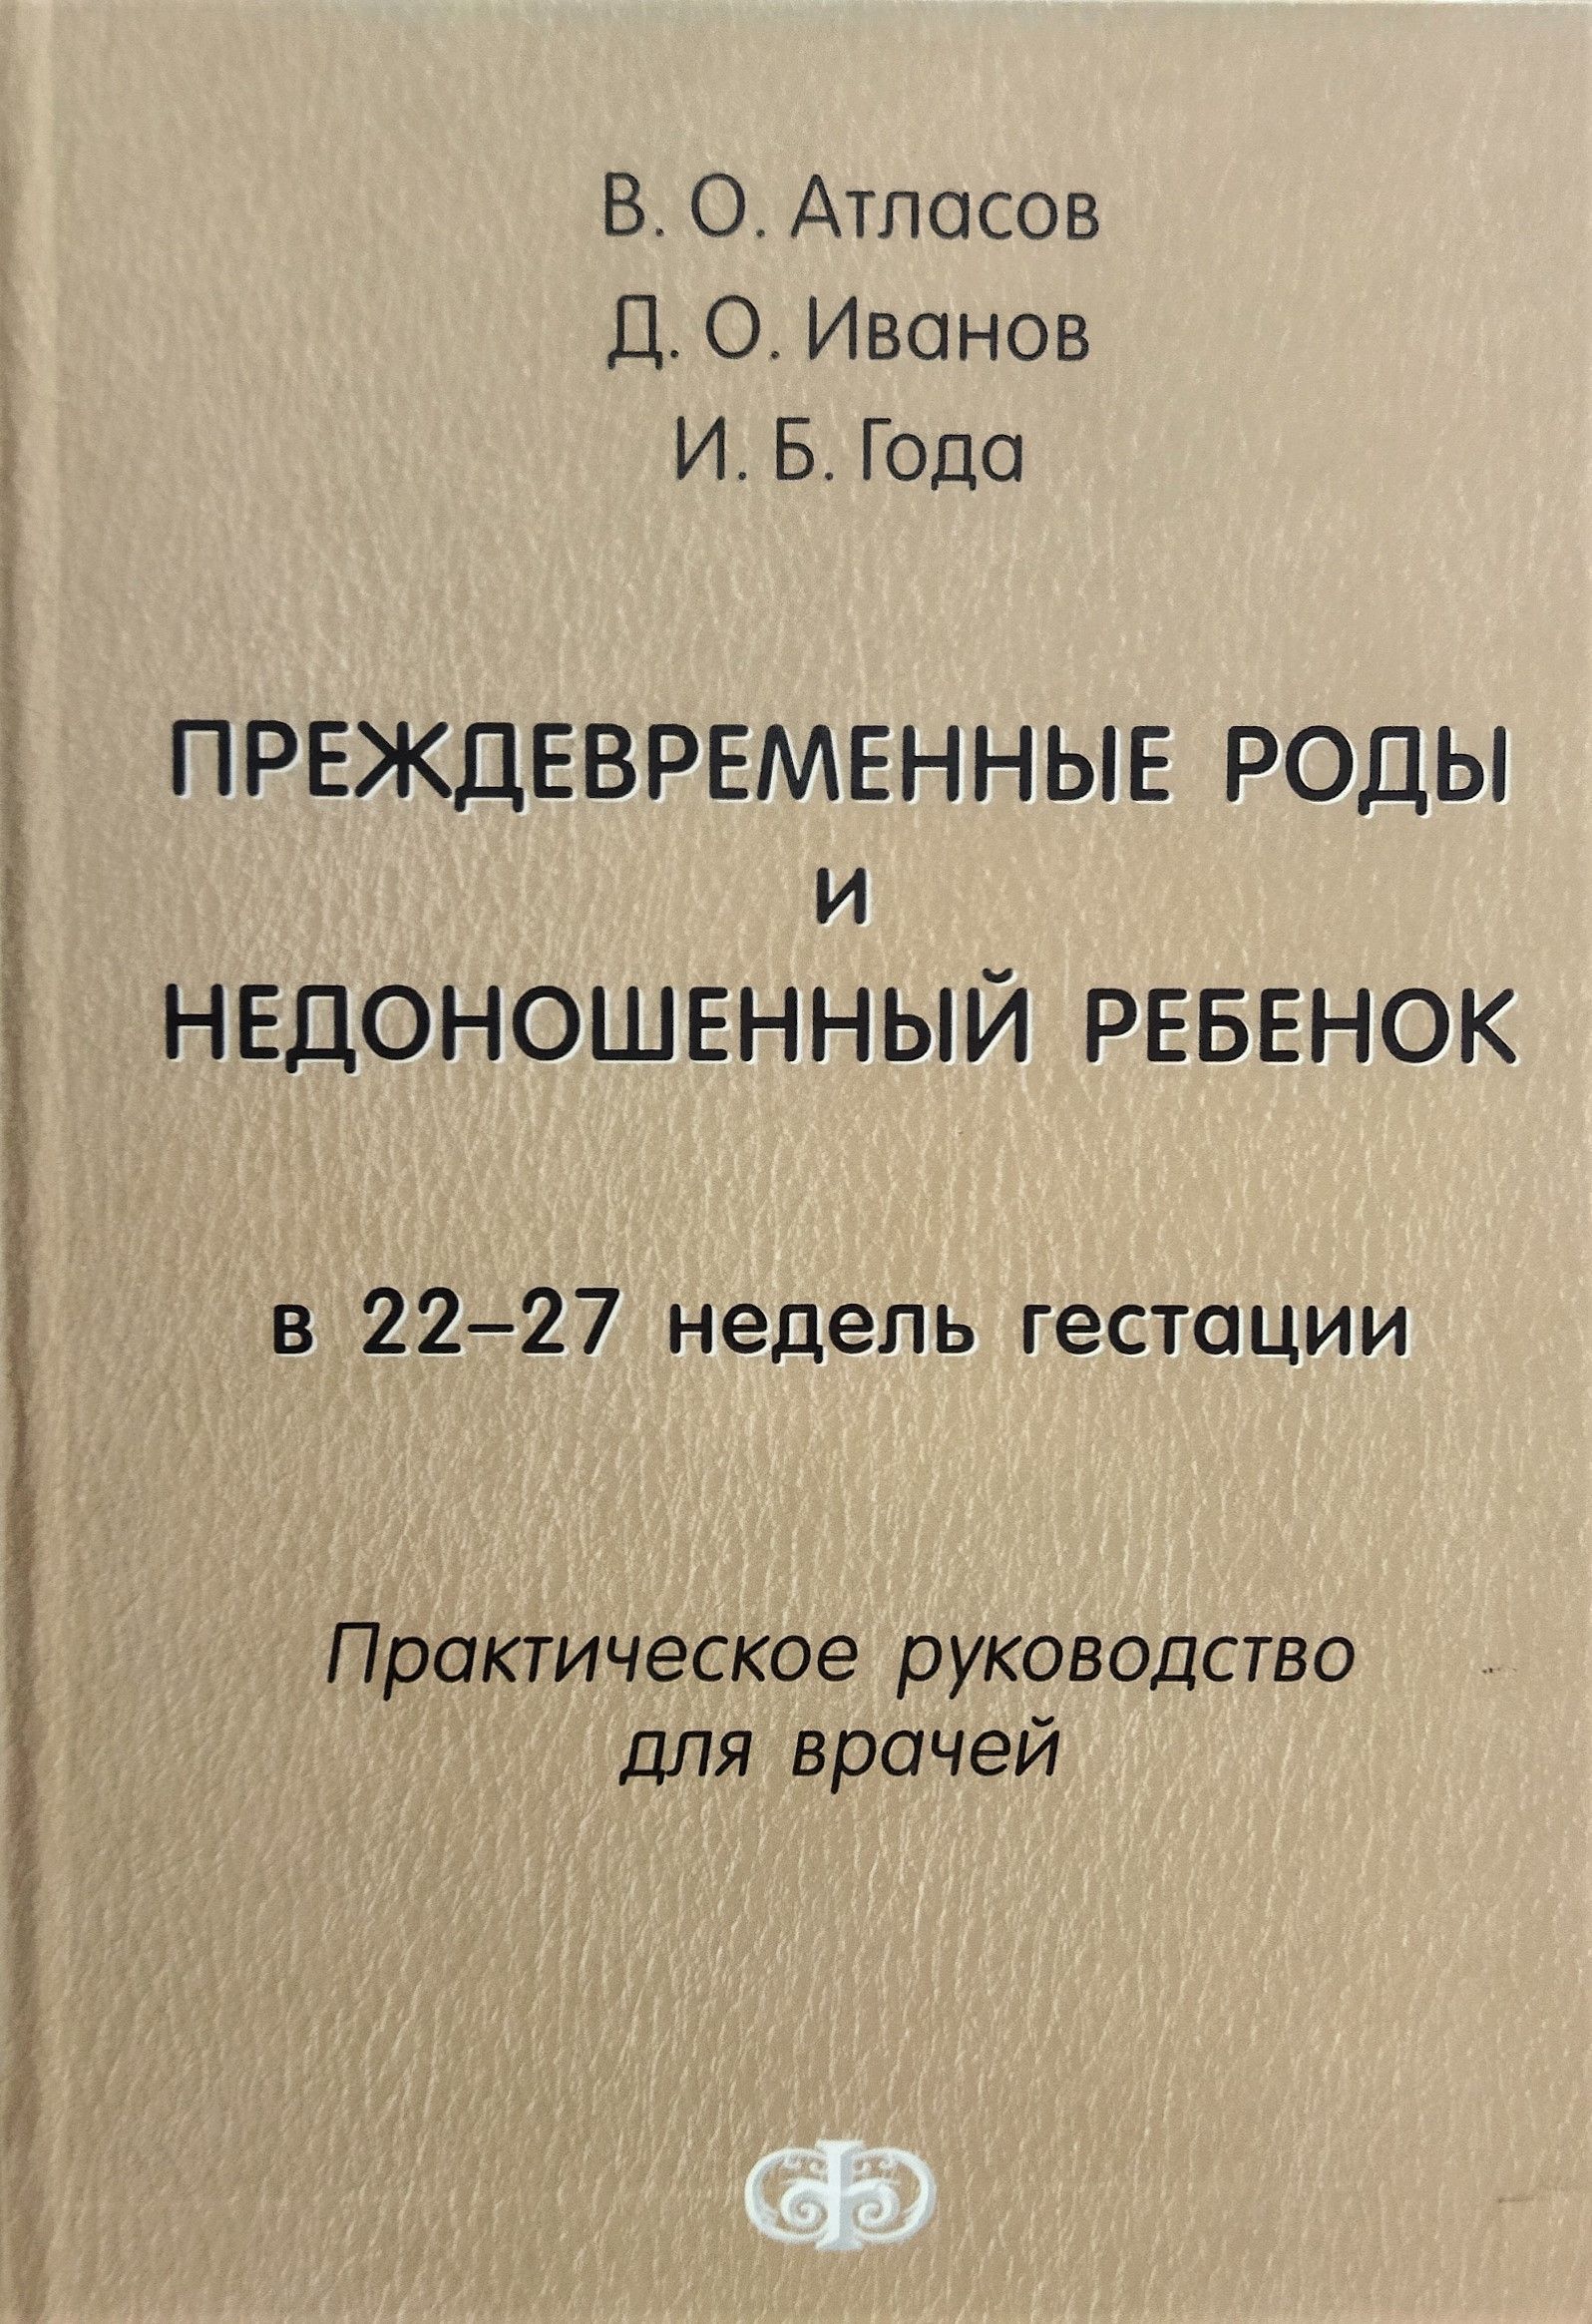 В. О. Атласов
Д. О. Иванов
И. Б. Года
ПРЕЖДЕВРЕМЕННЫЕ РОДЫ
и
НЕДОНОШЕННЫЙ РЕБЕНОК
в 22–27 недель гестации
Практическое руководство
для врачей